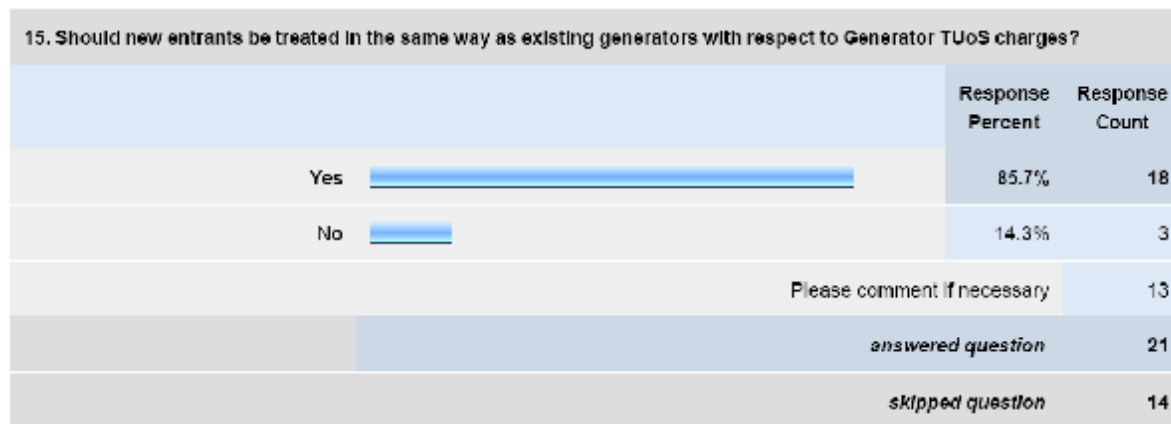 15. Should new entrants be treated in the same way as existing generators with respect to Generator TUoS charges?
Response Response
Percent Count
Yes 85.7% 18
No 14.3% 3
Please comment if necessary 13
answered question 21
skipped question 14